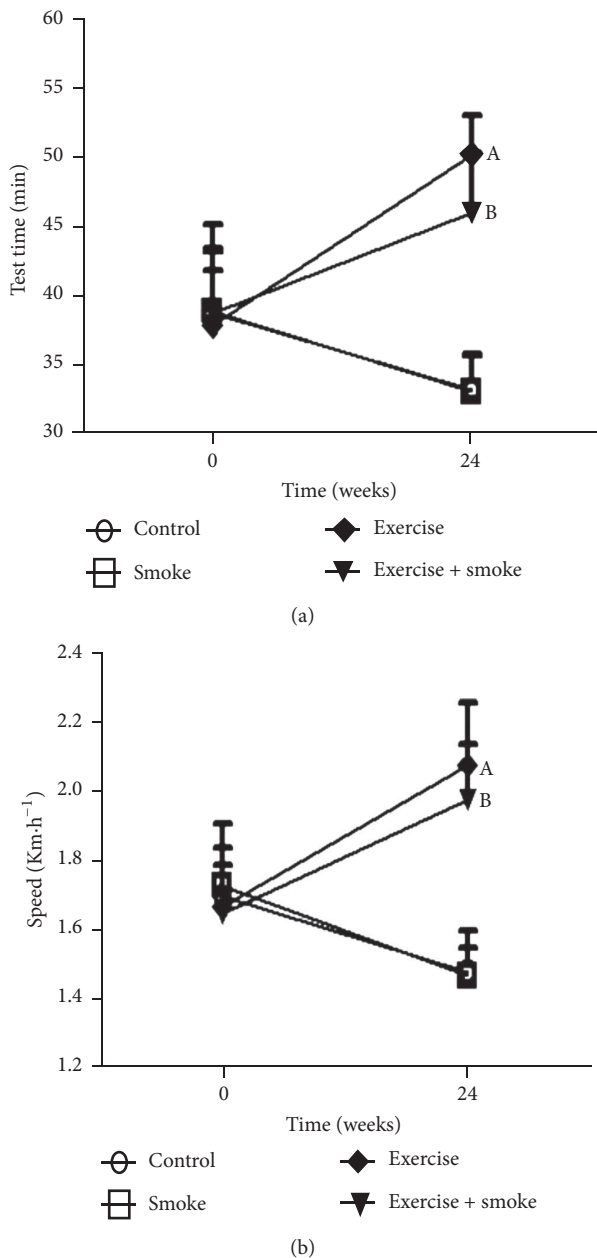 60
55
50
45
40
35
30
Test time (min)
A
B
0
24
Time (weeks)
Control
Exercise
Smoke
Exercise + smoke
(a)
2.4
2.2
2.0
1.8
1.6
1.4
1.2
Speed (Km·h⁻¹)
A
B
0
24
Time (weeks)
Control
Exercise
Smoke
Exercise + smoke
(b)